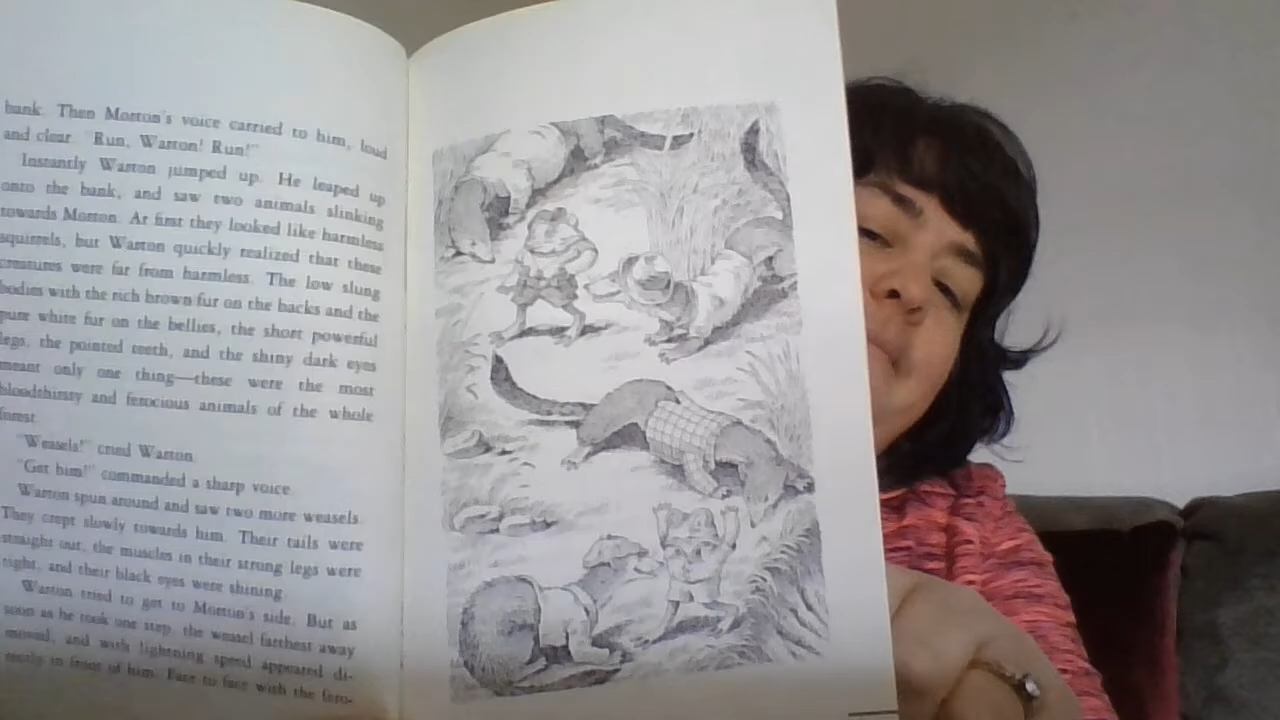 bank. Then Morton's voice carried to him, loud
and clear. "Run, Warton! Run!"
Instantly Warton jumped up. He leaped up
onto the bank, and saw two animals slinking
towards Morton. At first they looked like harmless
squirrels, but Warton quickly realized that these
creatures were far from harmless. The low slung
bodies with the rich brown fur on the backs and the
pure white fur on the bellies, the short powerful
legs, the pointed teeth, and the shiny dark eyes
meant only one thing—these were the most
bloodthirsty and ferocious animals of the whole
forest.
"Weasels!" cried Warton.
"Get him!" commanded a sharp voice.
Warton spun around and saw two more weasels.
They crept slowly towards him. Their tails were
straight out, the muscles in their strong legs were
tight, and their black eyes were shining.
Warton tried to get to Morton's side. But as
soon as he took one step, the weasel farthest away
moved, and with lightning speed appeared di-
rectly in front of him. Face to face with the fero-